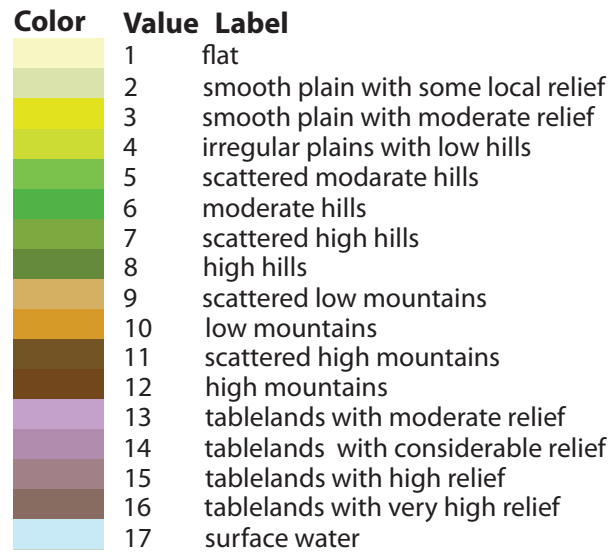 Color Value Label
1 flat
2 smooth plain with some local relief
3 smooth plain with moderate relief
4 irregular plains with low hills
5 scattered modarate hills
6 moderate hills
7 scattered high hills
8 high hills
9 scattered low mountains
10 low mountains
11 scattered high mountains
12 high mountains
13 tablelands with moderate relief
14 tablelands with considerable relief
15 tablelands with high relief
16 tablelands with very high relief
17 surface water